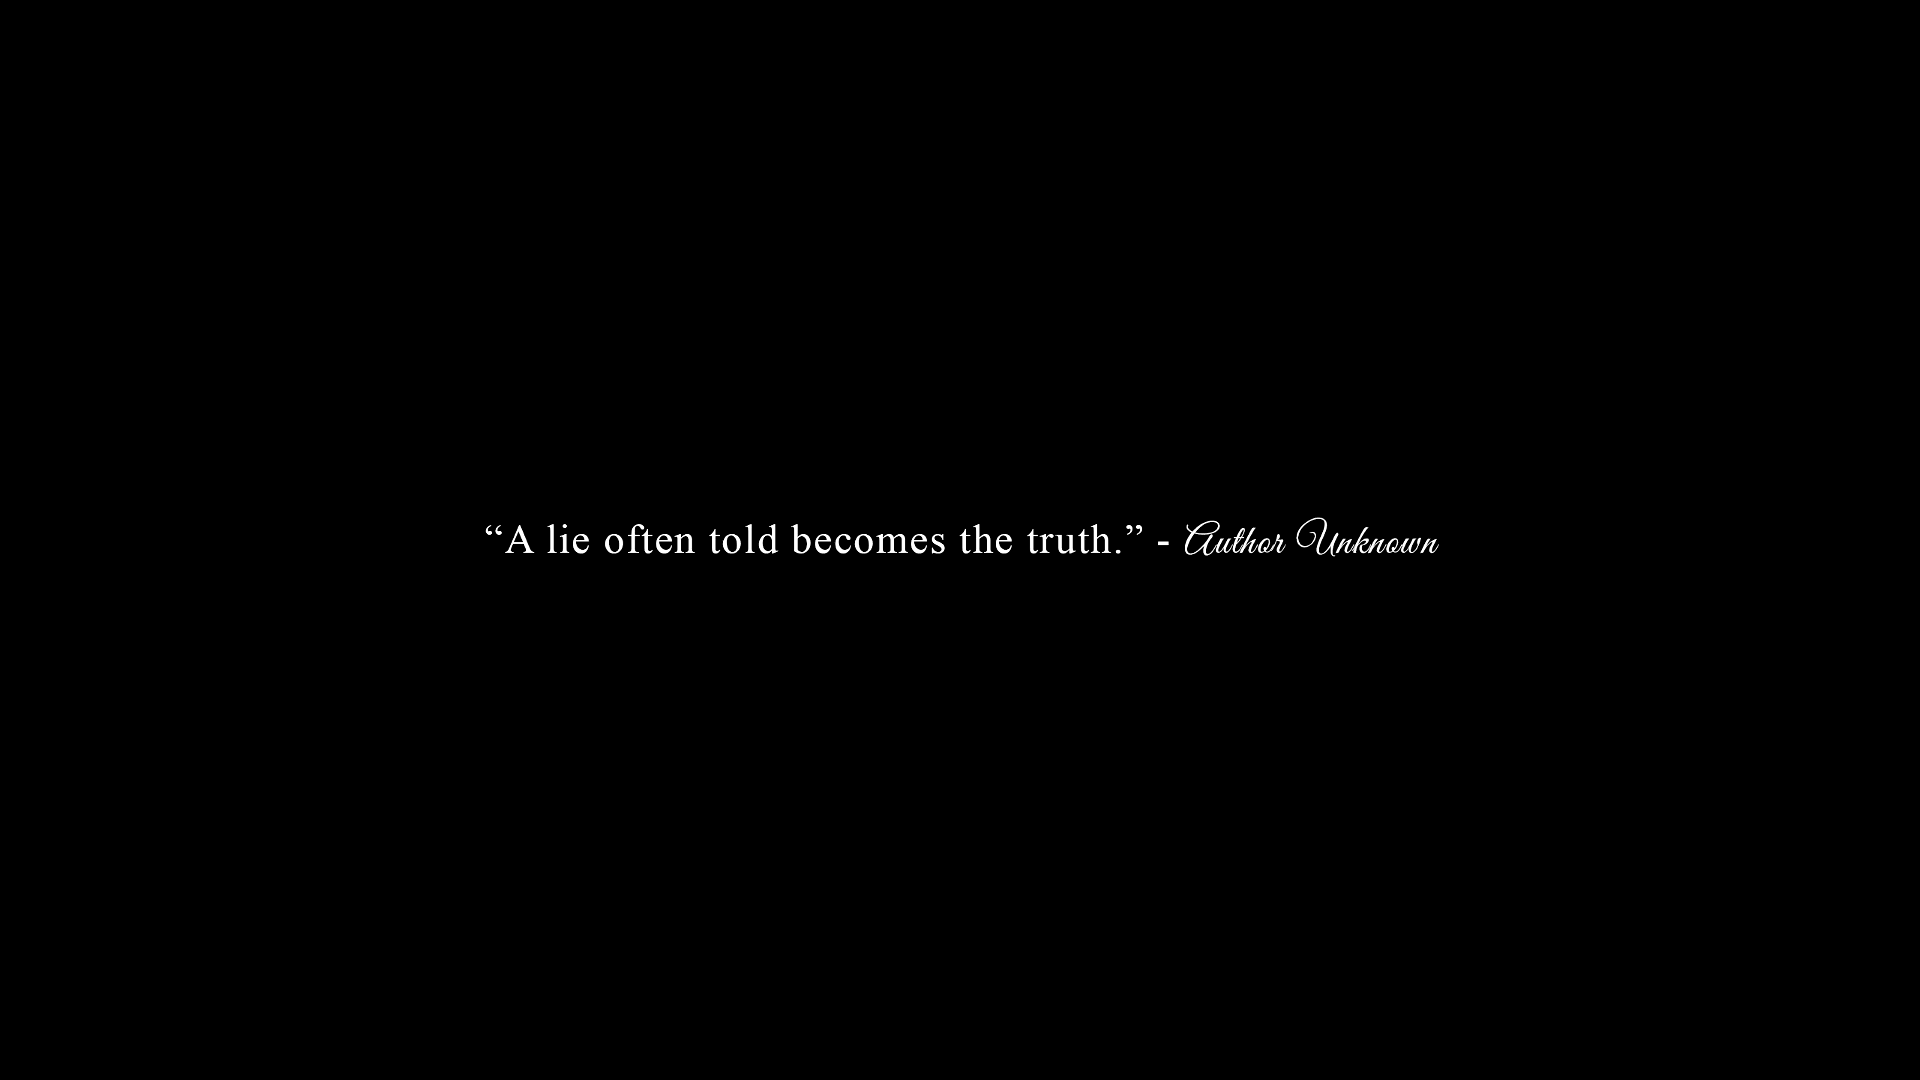 “A lie often told becomes the truth.” - Author Unknown